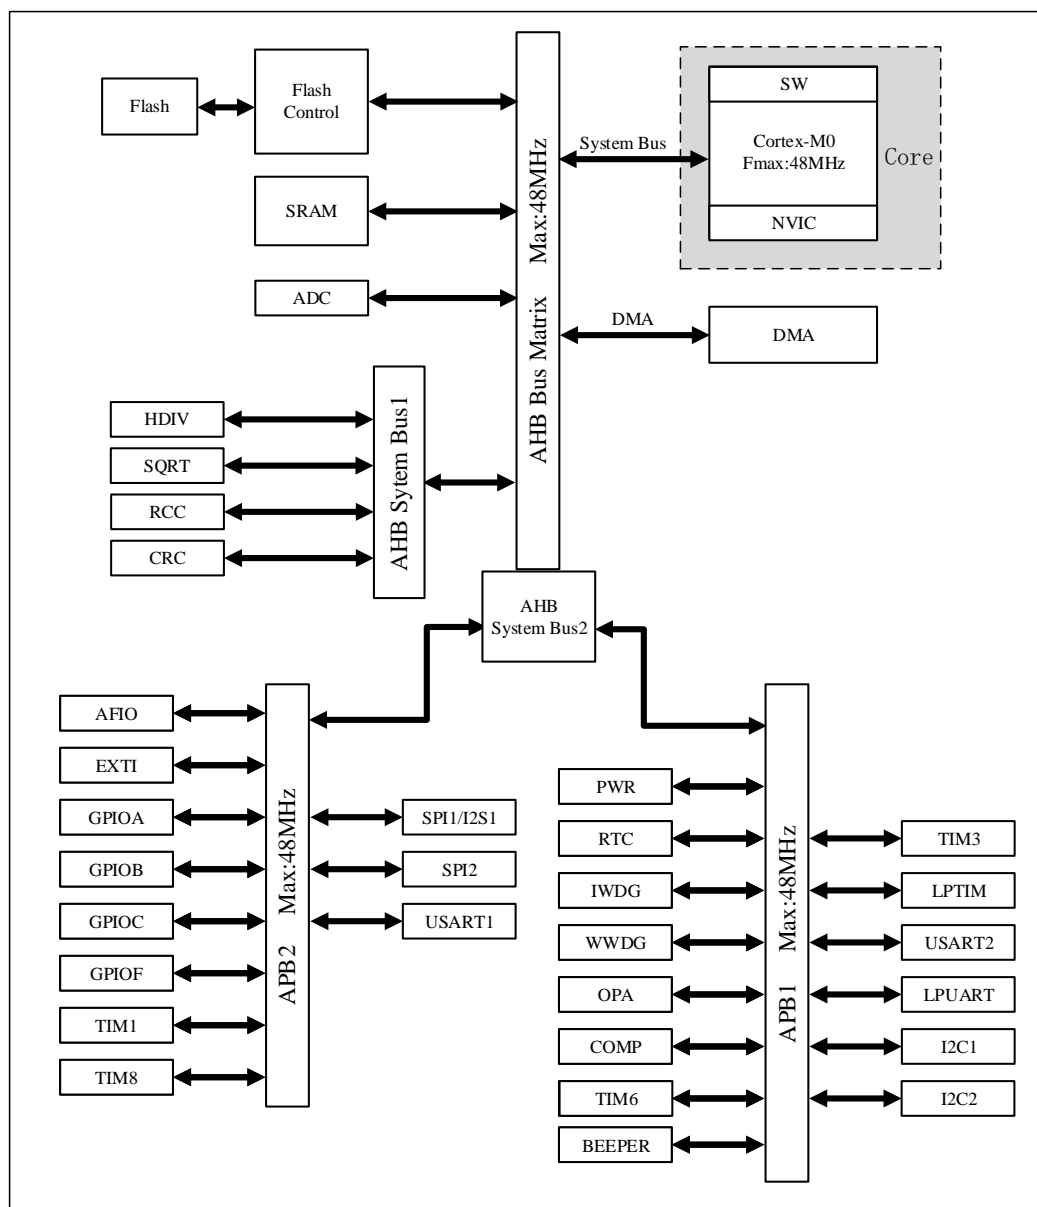 Flash
Flash
Control
SRAM
ADC
AHB Bus Matrix Max:48MHz
System Bus
SW
Cortex-M0
Fmax:48MHz
NVIC
Core
DMA
DMA
HDIV
SQRT
RCC
CRC
AHB Sytem Bus1
AHB
System Bus2
AFIO
EXTI
GPIOA
GPIOB
GPIOC
GPIOF
TIM1
TIM8
APB2 Max:48MHz
SPI1/I2S1
SPI2
USART1
PWR
RTC
IWDG
WWDG
OPA
COMP
TIM6
BEEPER
APB1 Max:48MHz
TIM3
LPTIM
USART2
LPUART
I2C1
I2C2